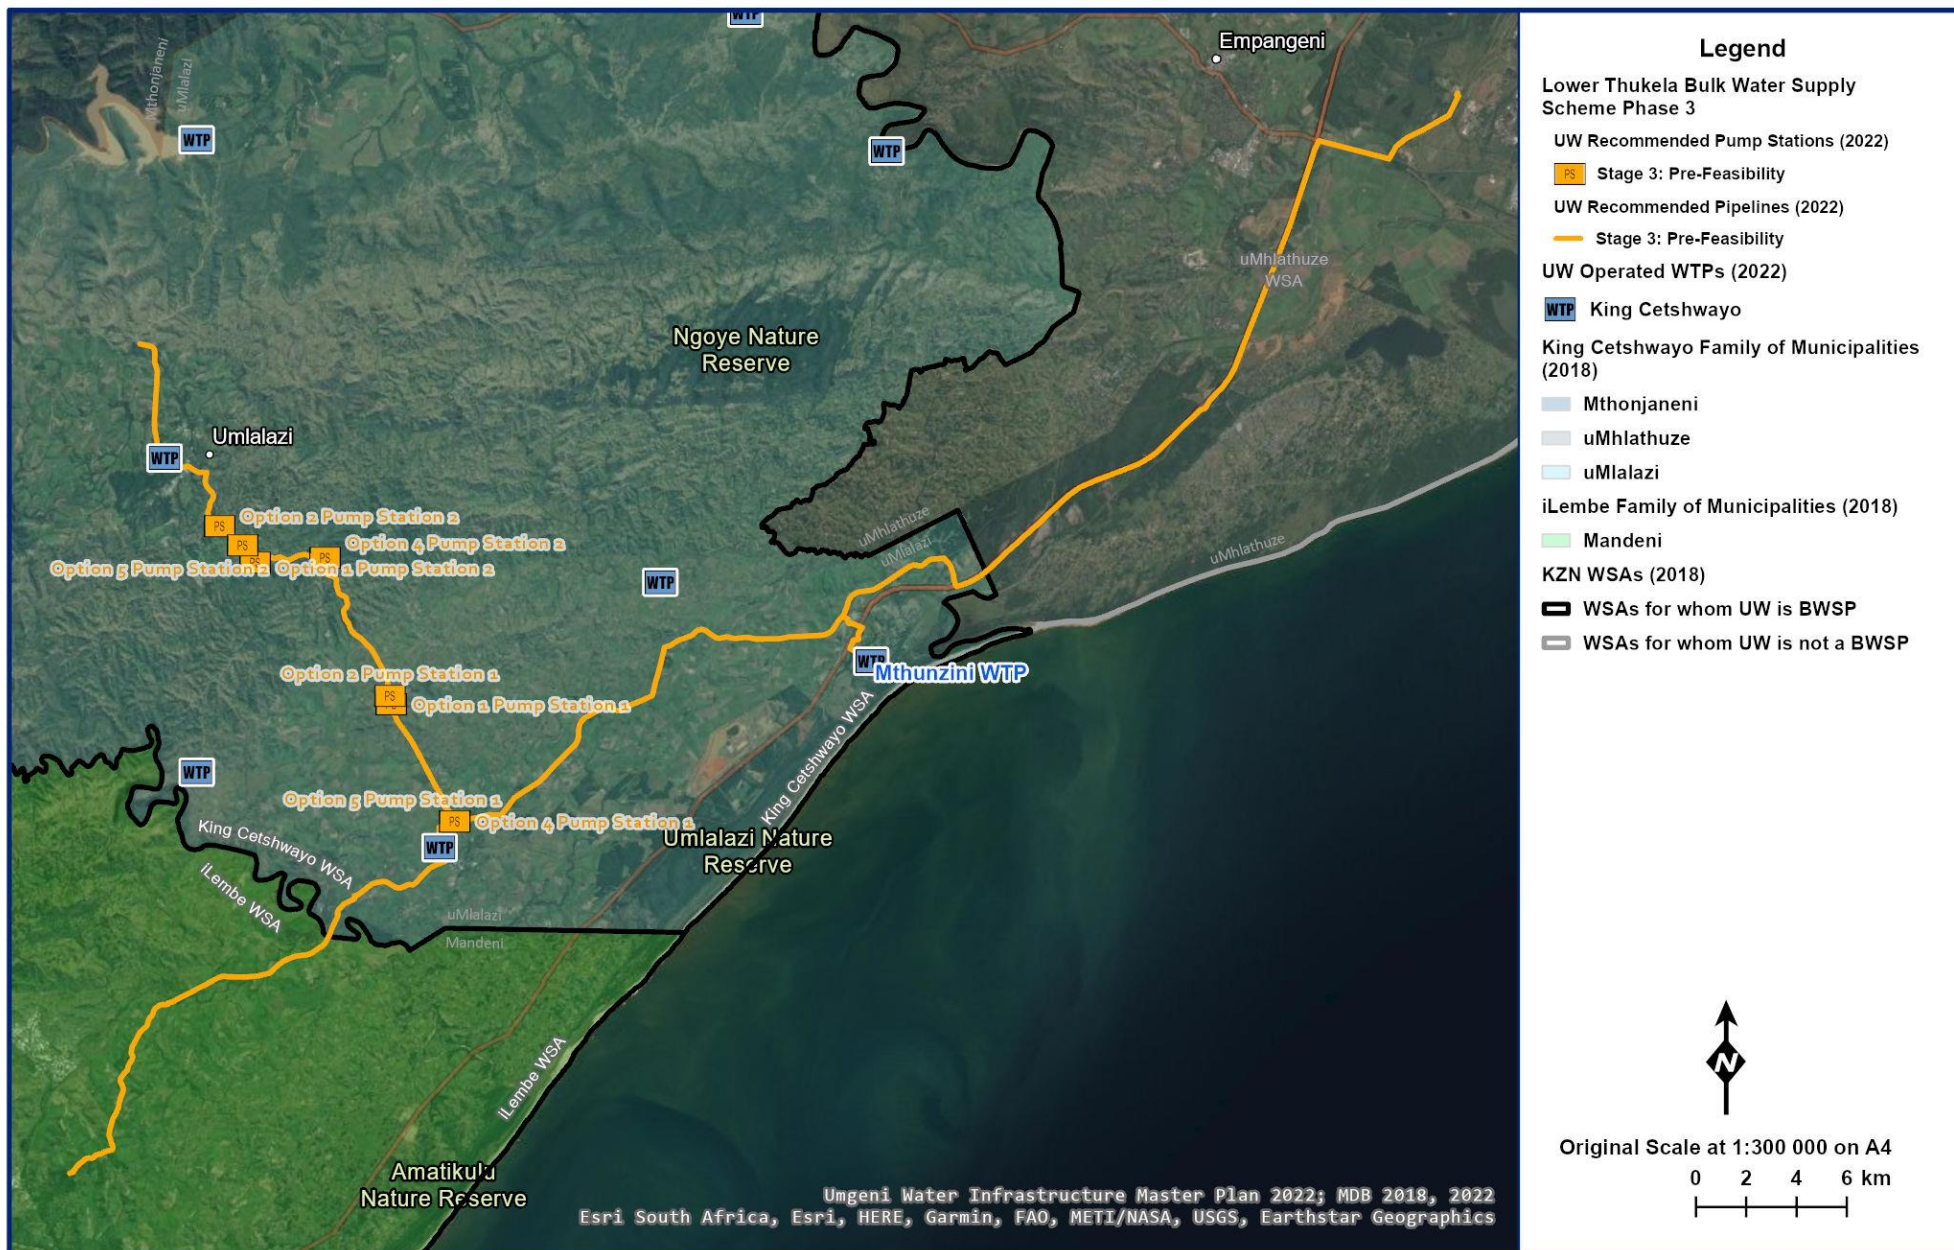 WTP
Empangeni
Mthonjaneni
uMlalazi
WTP
WTP
uMhlathuze
WSA
Ngoye Nature
Reserve
Umlalazi
WTP
PS
Option 2 Pump Station 2
PS
Option 4 Pump Station 2
PS
PS
Option 5 Pump Station 2
Option 1 Pump Station 2
uMhlathuze
uMlalazi
uMhlathuze
WTP
WTP
Mthunzini WTP
Option 2 Pump Station 1
PS
PS
Option 1 Pump Station 1
WTP
King Cetshwayo WSA
Option 5 Pump Station 1
PS
Option 4 Pump Station 1
WTP
Umlalazi Nature
Reserve
King Cetshwayo WSA
iLembe WSA
uMlalazi
Mandeni
iLembe WSA
Amatikulu
Nature Reserve
Umgeni Water Infrastructure Master Plan 2022; MDB 2018, 2022
Esri South Africa, Esri, HERE, Garmin, FAO, METI/NASA, USGS, Earthstar Geographics
Legend
Lower Thukela Bulk Water Supply
Scheme Phase 3
UW Recommended Pump Stations (2022)
PS Stage 3: Pre-Feasibility
UW Recommended Pipelines (2022)
Stage 3: Pre-Feasibility
UW Operated WTPs (2022)
WTP King Cetshwayo
King Cetshwayo Family of Municipalities
(2018)
Mthonjaneni
uMhlathuze
uMlalazi
iLembe Family of Municipalities (2018)
Mandeni
KZN WSAs (2018)
WSAs for whom UW is BWSP
WSAs for whom UW is not a BWSP
N
Original Scale at 1:300 000 on A4
0 2 4 6 km